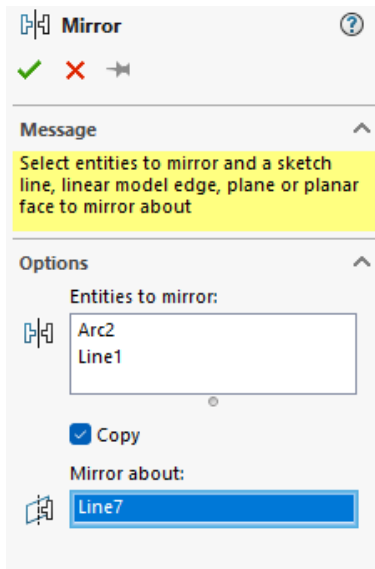 Mirror
?
Message
Select entities to mirror and a sketch
line, linear model edge, plane or planar
face to mirror about
Options
Entities to mirror:
Arc2
Line1
Copy
Mirror about:
Line7